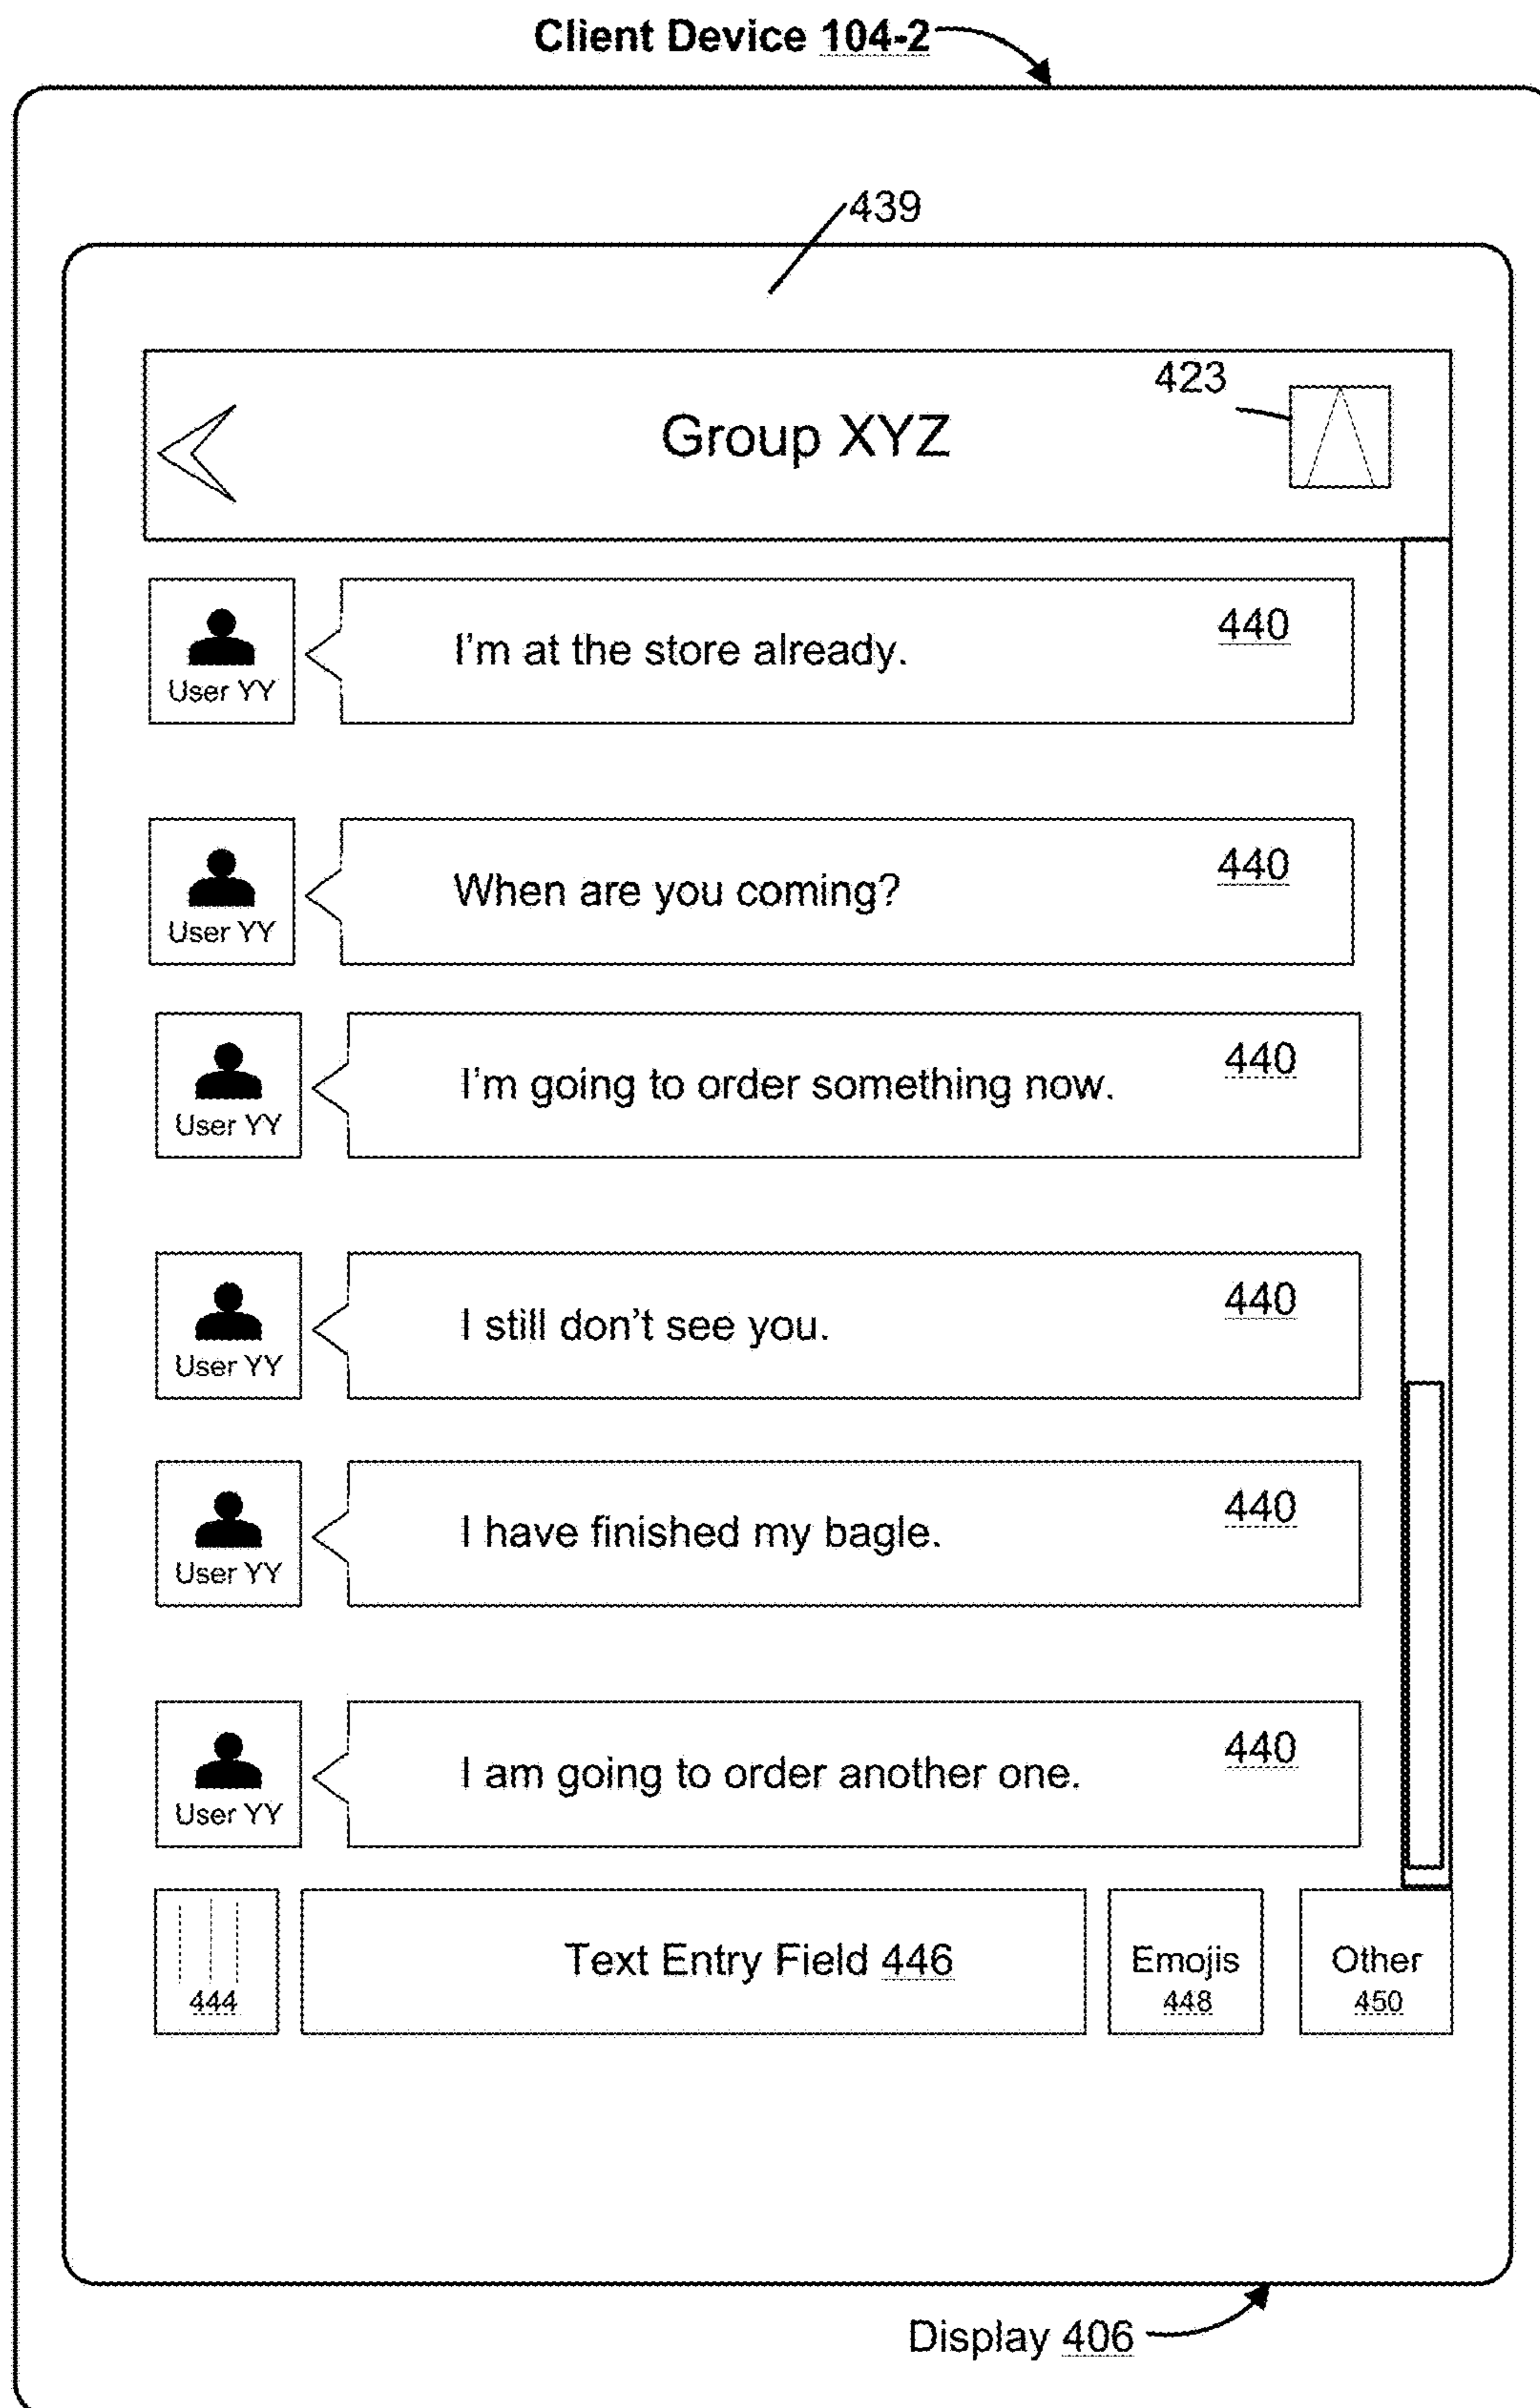 Client Device 104-2
439
423
Group XYZ
I'm at the store already.
440
User YY
When are you coming?
440
User YY
I'm going to order something now.
440
User YY
I still don't see you.
440
User YY
I have finished my bagle.
440
User YY
I am going to order another one.
440
User YY
444
Text Entry Field 446
Emojis
448
Other
450
Display 406